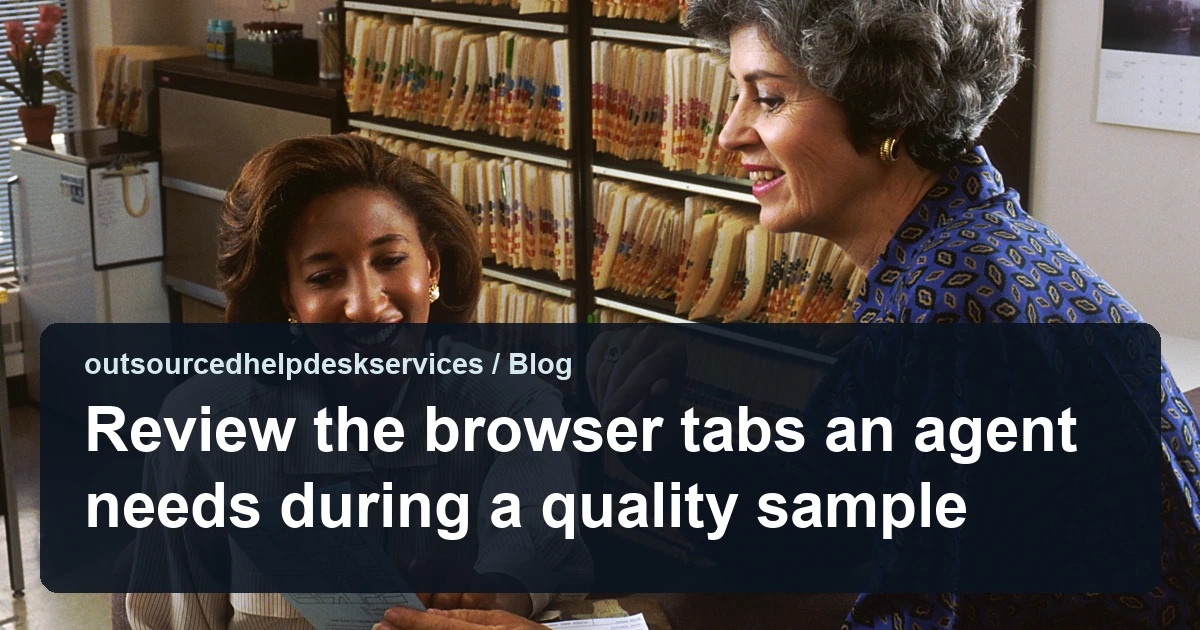 outsourcedhelpdeskservices / Blog
Review the browser tabs an agent
needs during a quality sample